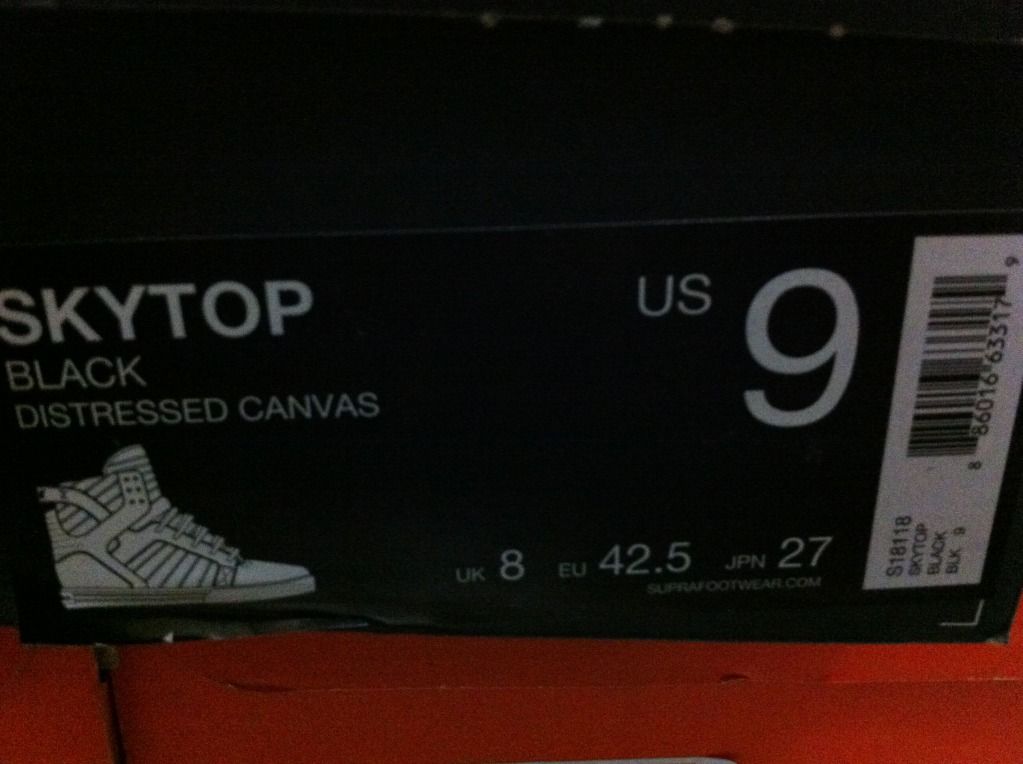 SKYTOP
BLACK
DISTRESSED CANVAS
US 9
UK 8 EU 42.5 JPN 27
SUPRAFOOTWEAR.COM
8 86016 63317 9
S18118
SKYTOP
BLACK
BLK 9